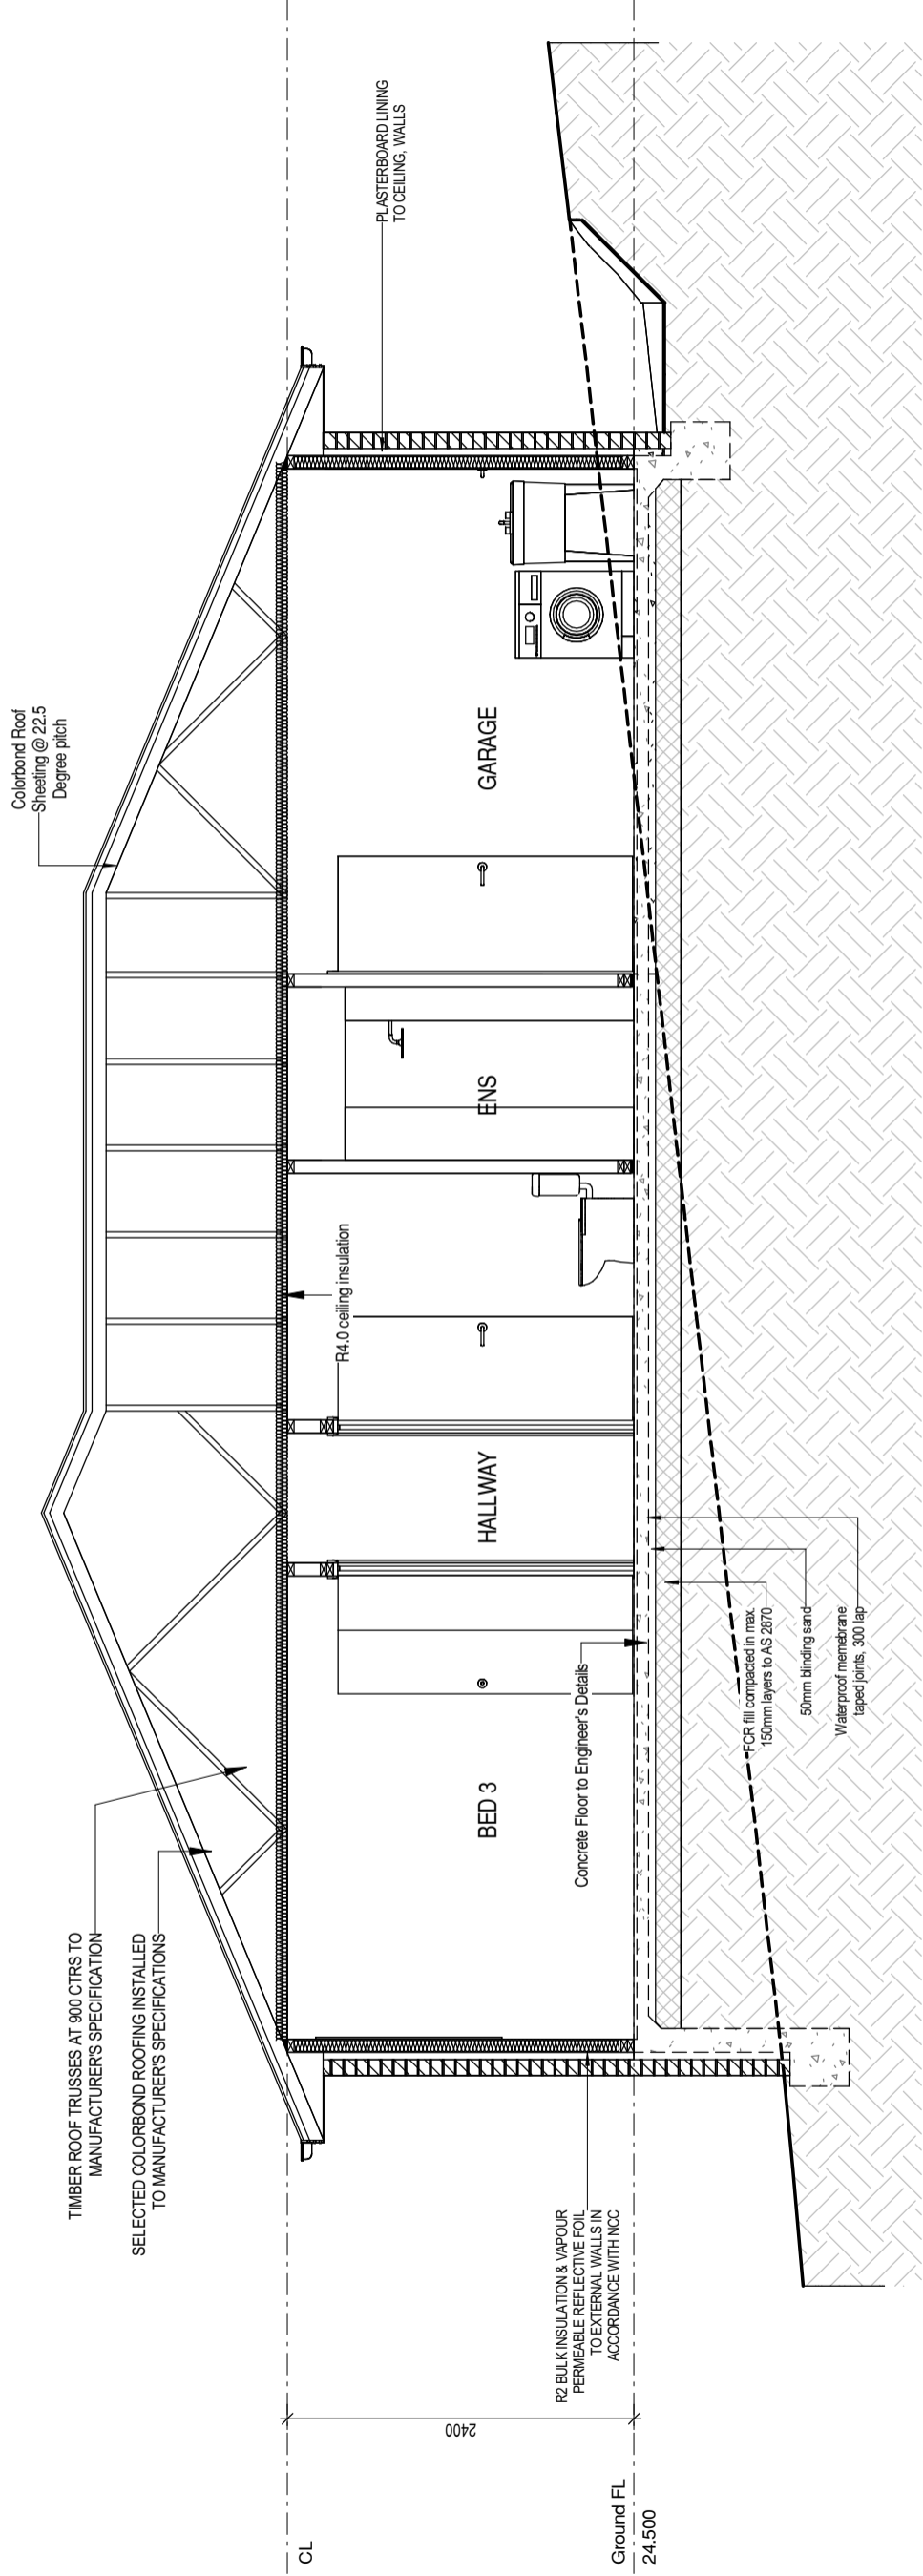 Colorbond Roof
Sheeting @ 22.5
Degree pitch
TIMBER ROOF TRUSSES AT 900 CTRS TO
MANUFACTURER'S SPECIFICATION
SELECTED COLORBOND ROOFING INSTALLED
TO MANUFACTURER'S SPECIFICATIONS
PLASTERBOARD LINING
TO CEILING, WALLS
CL
R4.0 ceiling insulation
2400
BED 3
HALLWAY
ENS
GARAGE
R2 BULK INSULATION & VAPOUR
PERMEABLE REFLECTIVE FOIL
TO EXTERNAL WALLS IN
ACCORDANCE WITH NCC
Concrete Floor to Engineer's Details
Ground FL
24.500
FCR fill compacted in max.
150mm layers to AS 2870
50mm blinding sand
Waterproof memebrane
taped joints, 300 lap